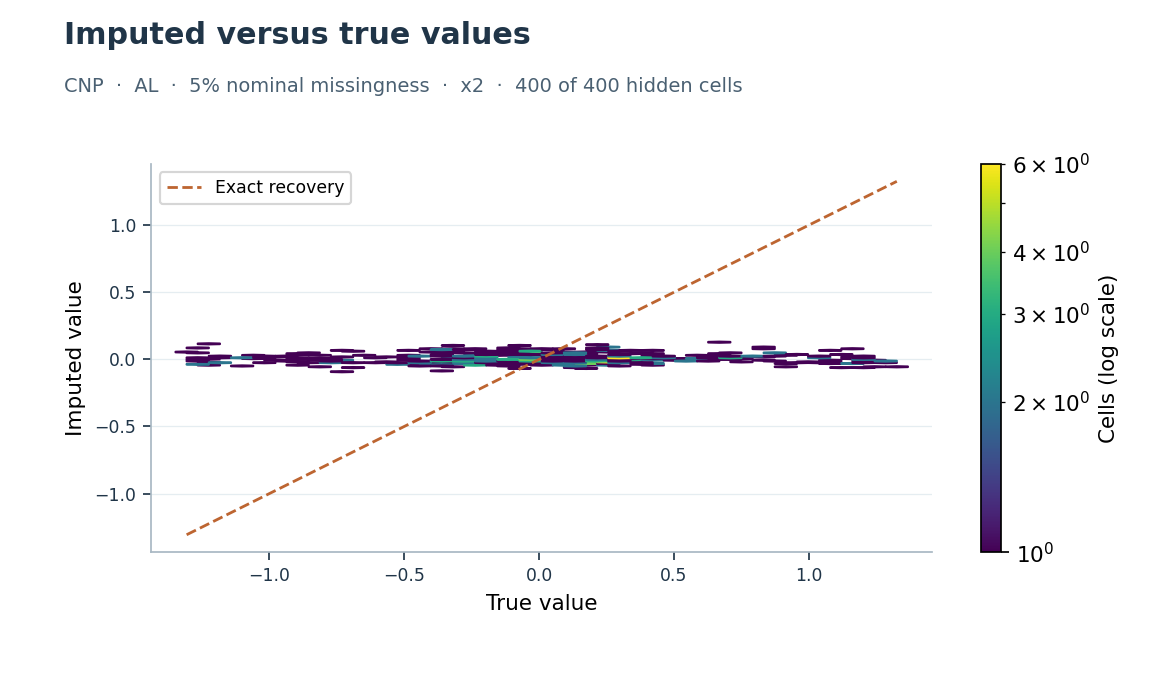 Imputed versus true values
CNP · AL · 5% nominal missingness · x2 · 400 of 400 hidden cells
Exact recovery
1.0
0.5
0.0
−0.5
−1.0
Imputed value
−1.0
−0.5
0.0
0.5
1.0
True value
6 × 10⁰
4 × 10⁰
3 × 10⁰
2 × 10⁰
10⁰
Cells (log scale)